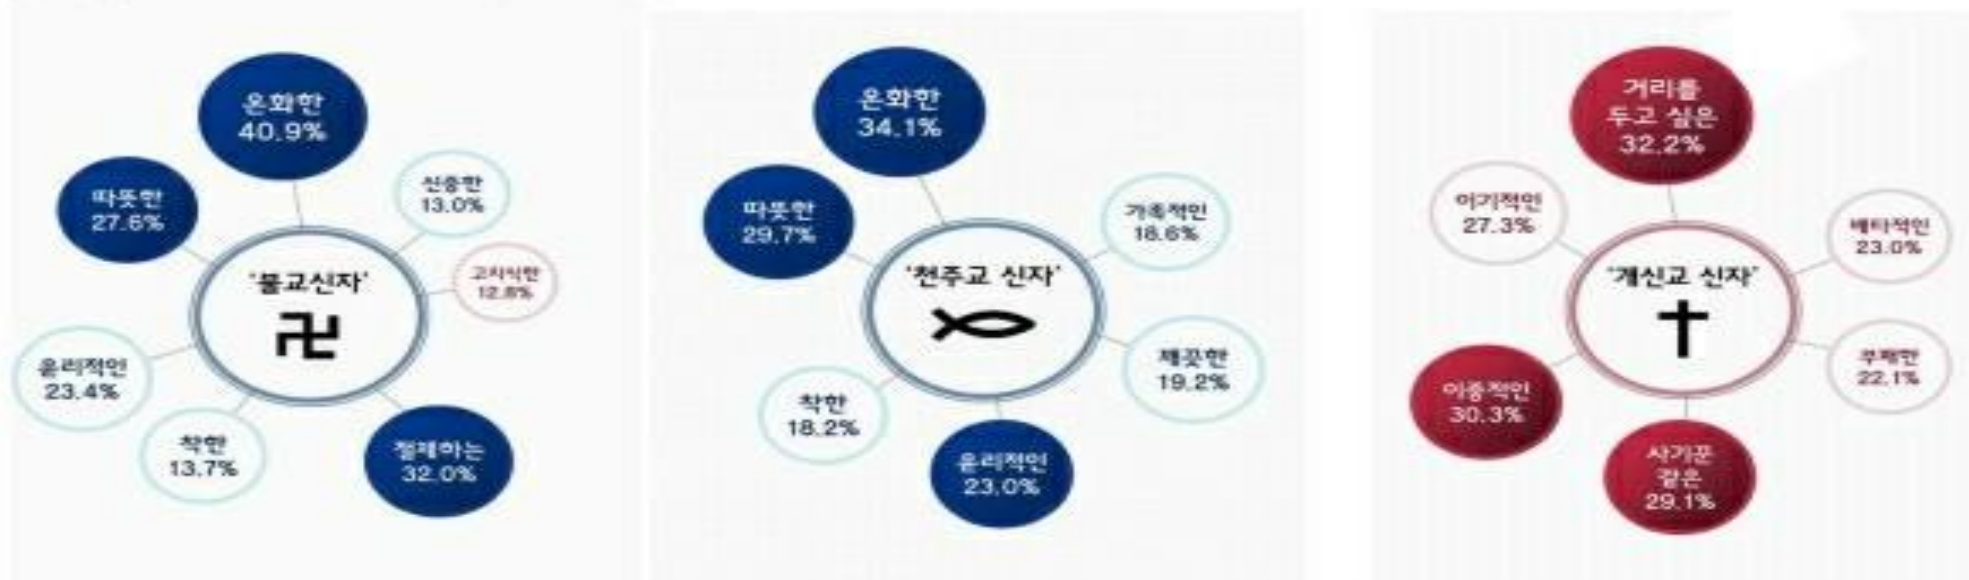 온화한
40.9%
따뜻한
27.6%
신중한
13.0%
고지식한
12.8%
'불교신자'
卍
윤리적인
23.4%
착한
13.7%
절제하는
32.0%
온화한
34.1%
따뜻한
29.7%
가족적인
18.6%
'천주교 신자'
깨끗한
19.2%
착한
18.2%
윤리적인
23.0%
거리를
두고 싶은
32.2%
이기적인
27.3%
배타적인
23.0%
'개신교 신자'
부패한
22.1%
이중적인
30.3%
사기꾼
같은
29.1%